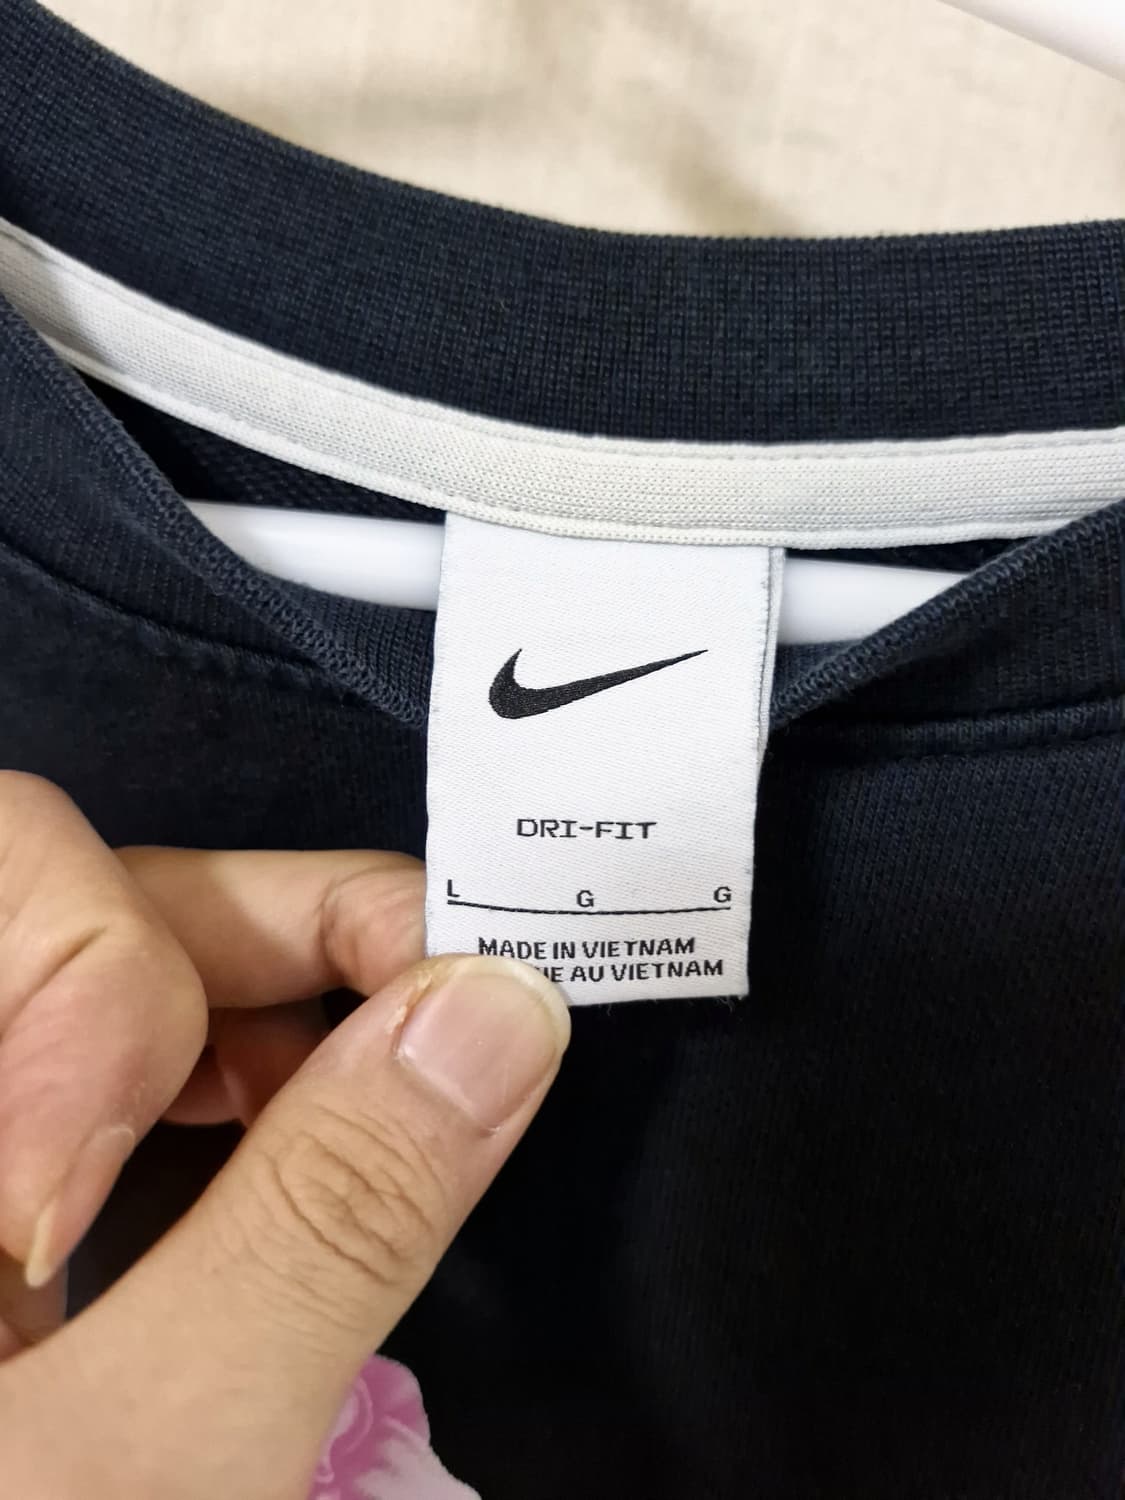 DRI-FIT
L G G
MADE IN VIETNAM
AU VIETNAM